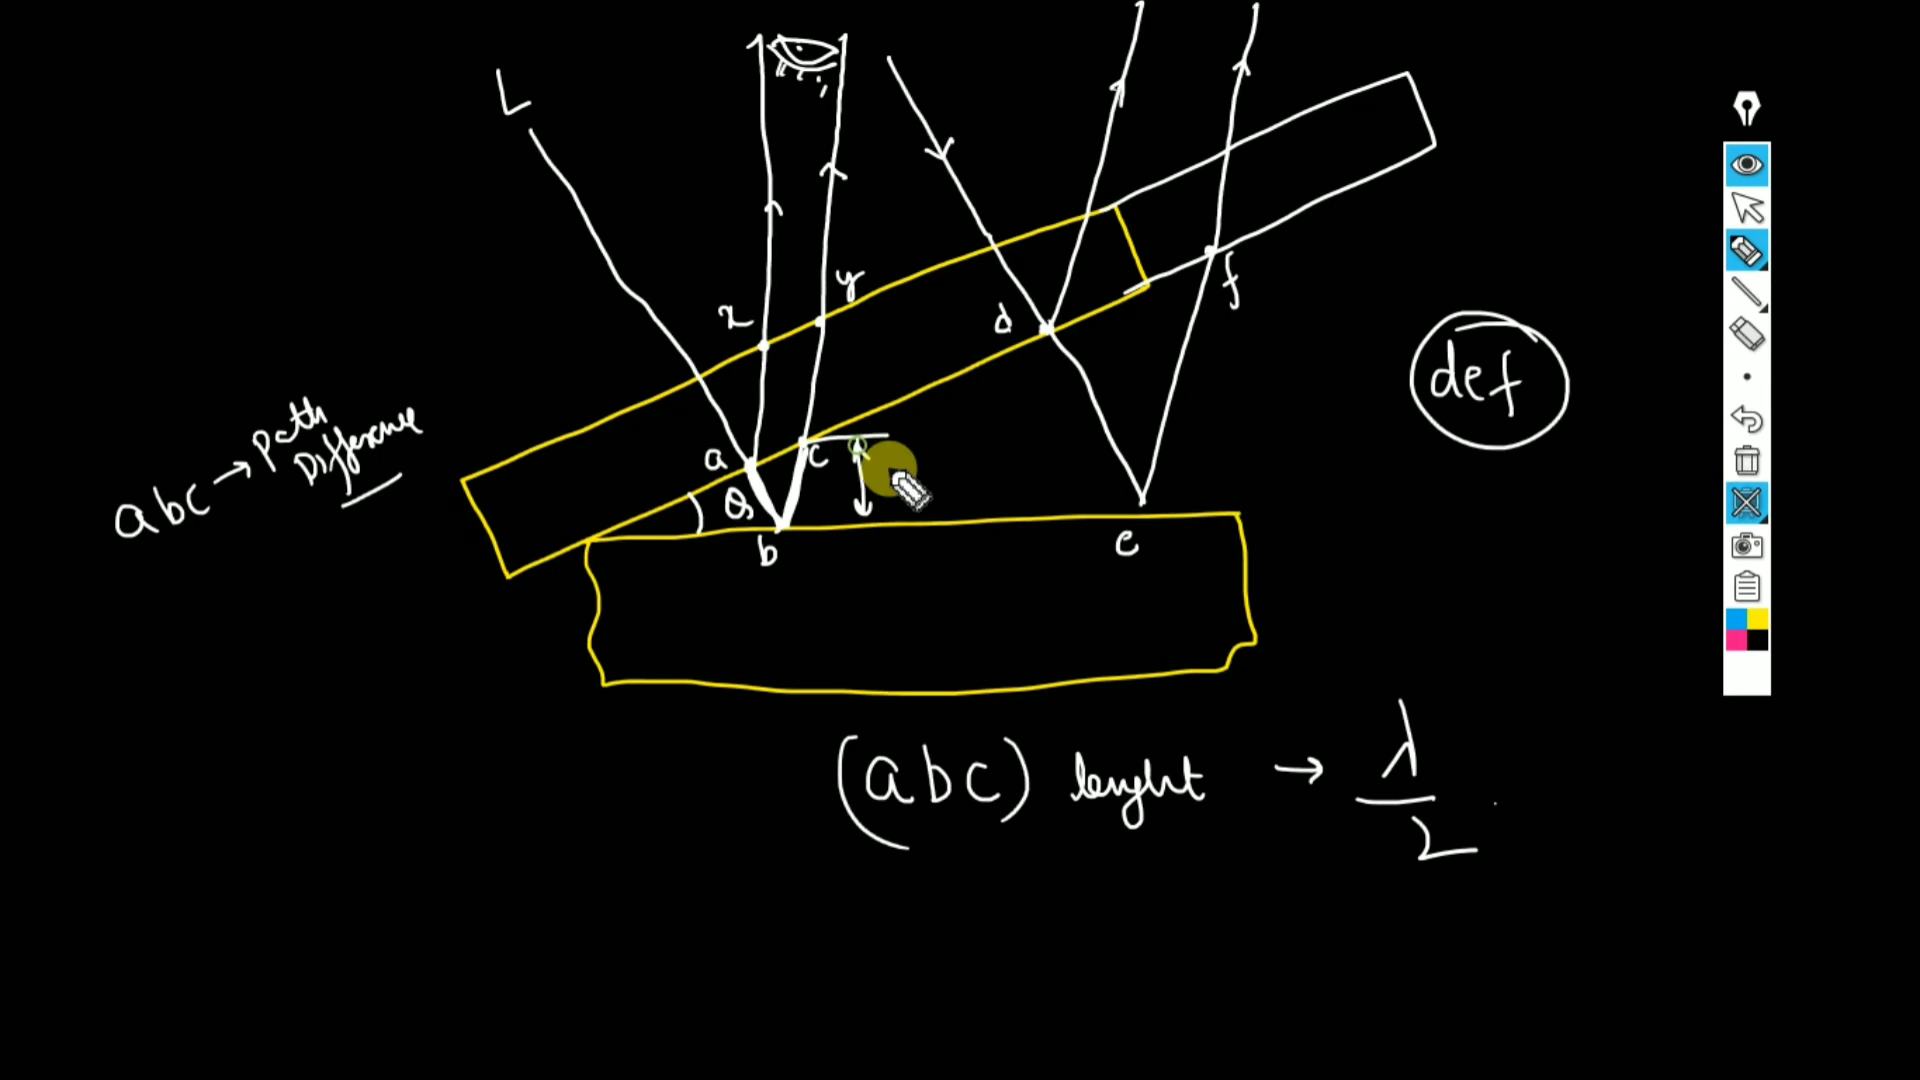 L
x
y
d
f
def
abc → Path
Difference
a
c
θ
b
e
(abc) lenght → λ/2